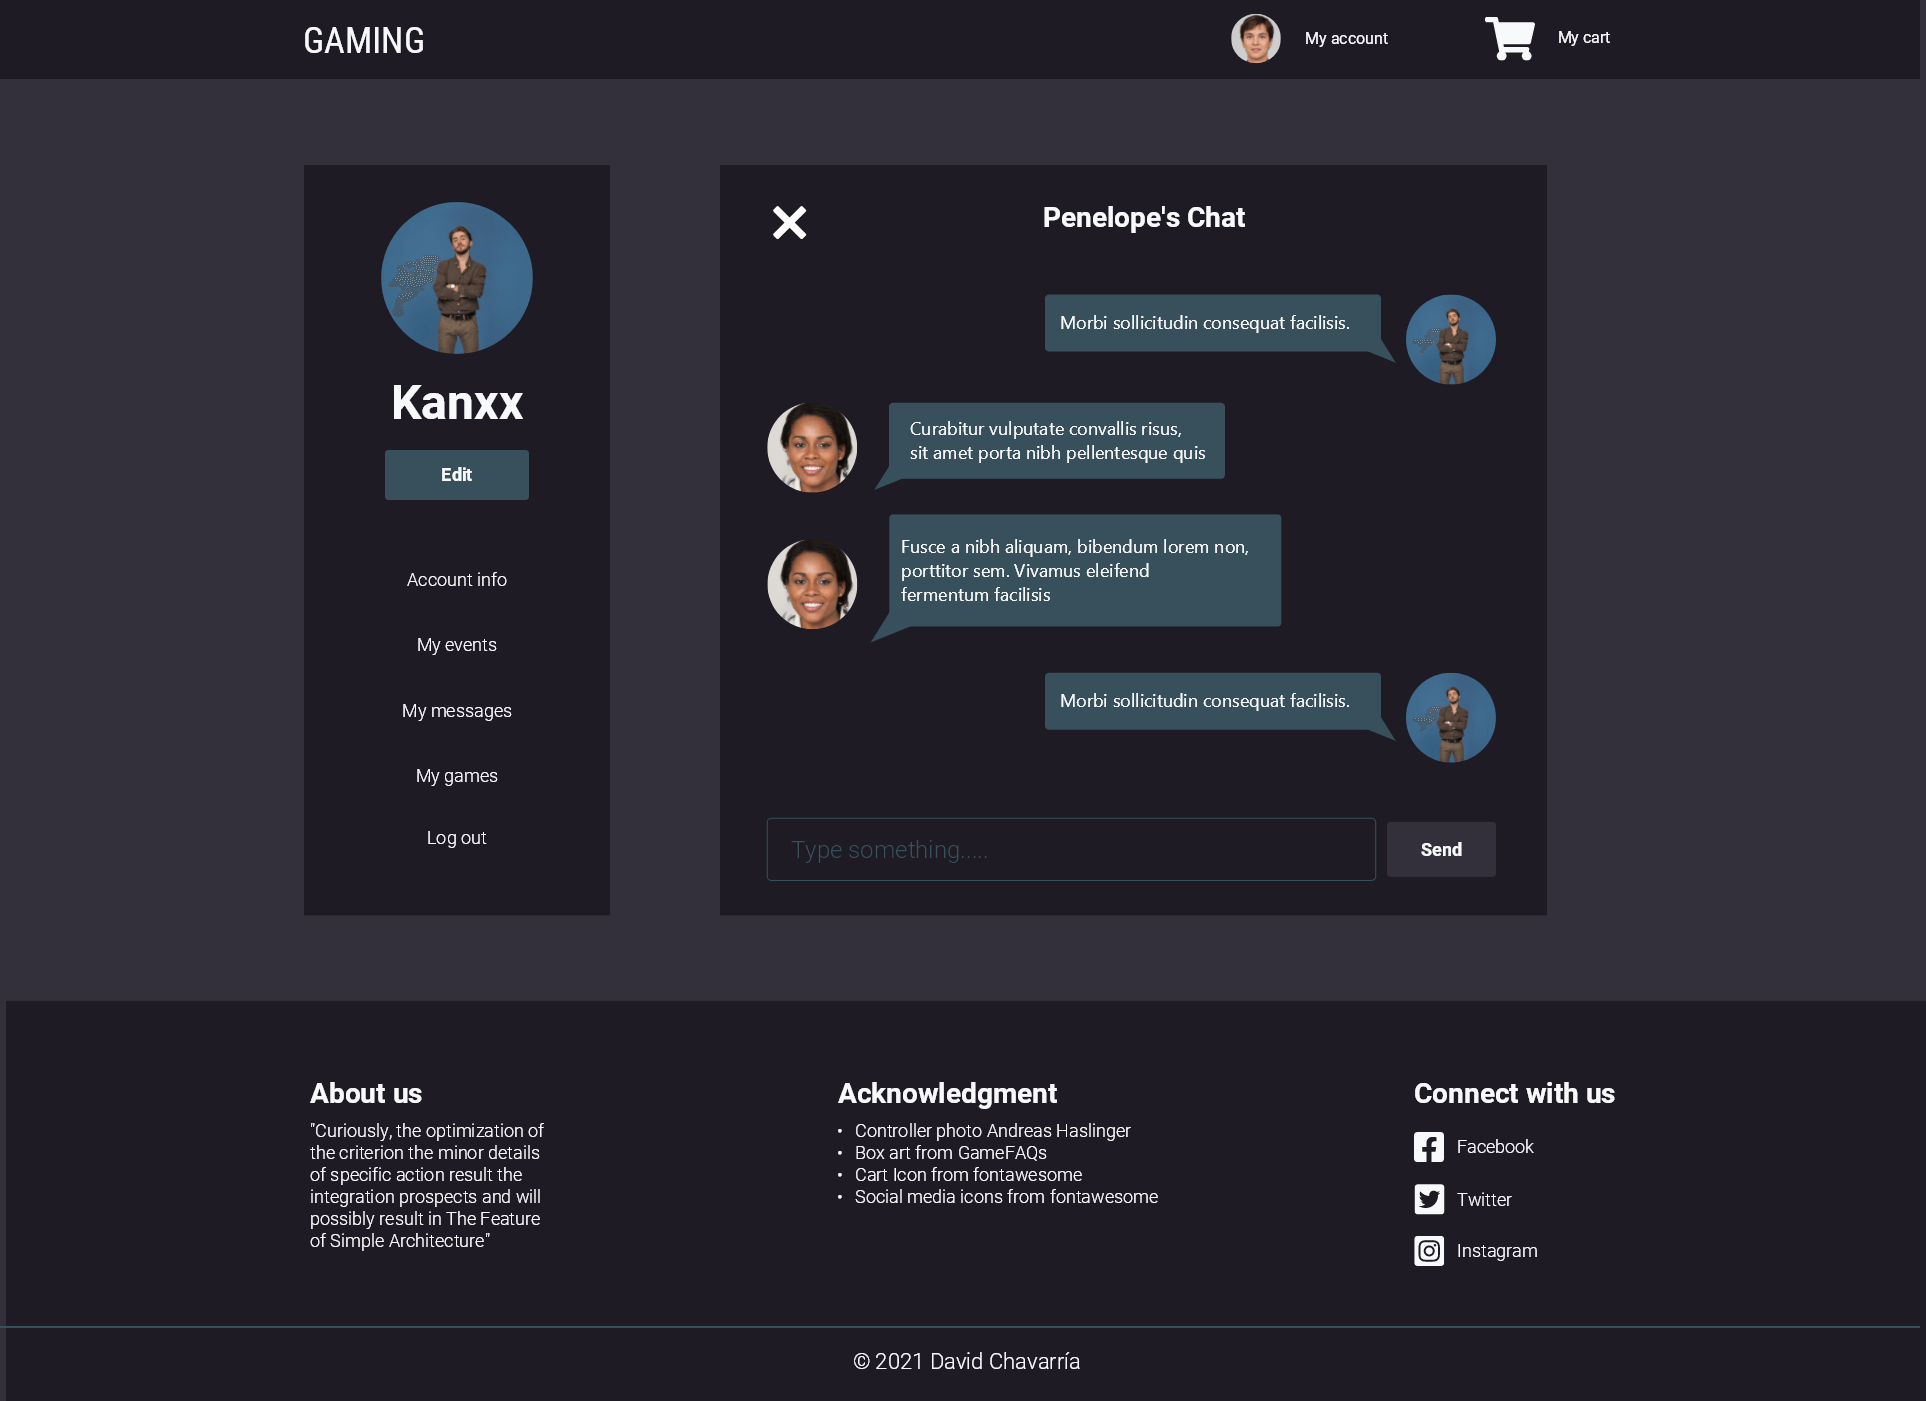 GAMING
My account
My cart
Kanxx
Edit
Account info
My events
My messages
My games
Log out
Penelope's Chat
Morbi sollicitudin consequat facilisis.
Curabitur vulputate convallis risus,
sit amet porta nibh pellentesque quis
Fusce a nibh aliquam, bibendum lorem non,
porttitor sem. Vivamus eleifend
fermentum facilisis
Morbi sollicitudin consequat facilisis.
Type something.....
Send
About us
"Curiously, the optimization of
the criterion the minor details
of specific action result the
integration prospects and will
possibly result in The Feature
of Simple Architecture"
Acknowledgment
• Controller photo Andreas Haslinger
• Box art from GameFAQs
• Cart Icon from fontawesome
• Social media icons from fontawesome
Connect with us
Facebook
Twitter
Instagram
© 2021 David Chavarría